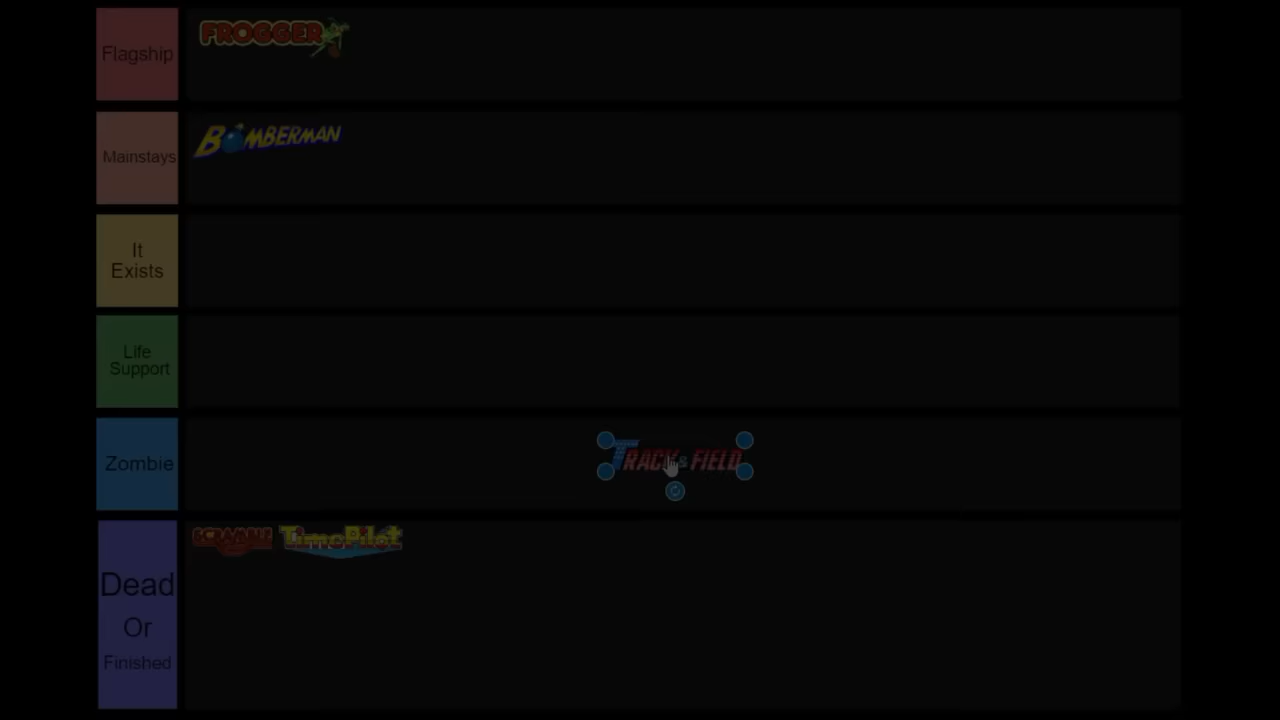 Flagship
FROGGER
Mainstays
BOMBERMAN
It
Exists
Life
Support
Zombie
TRACK & FIELD
Dead
Or
Finished
SCRAMBLE
TimePilot